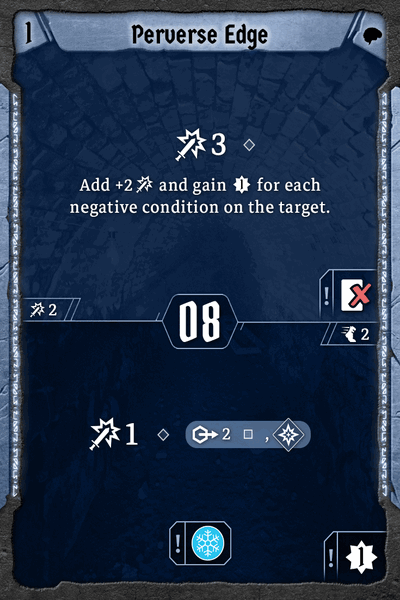 1 Perverse Edge
3
Add +2 and gain 1 for each
negative condition on the target.
!
2
08
2
1 2 ,
! !
1